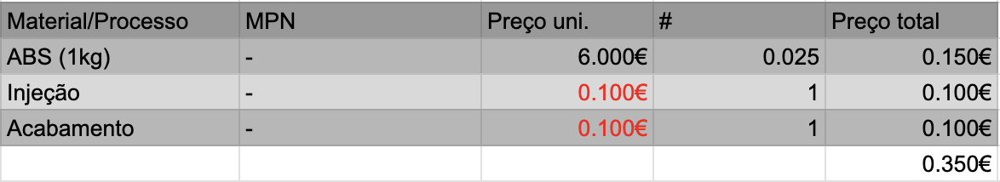 Material/Processo MPN Preço uni. # Preço total
ABS (1kg) - 6.000€ 0.025 0.150€
Injeção - 0.100€ 1 0.100€
Acabamento - 0.100€ 1 0.100€
0.350€